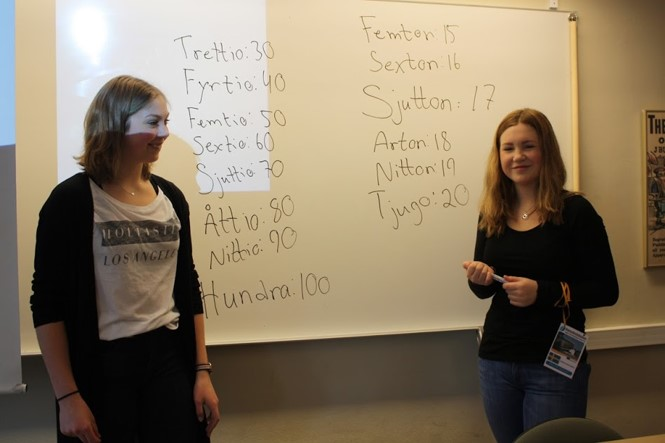 Trettio: 30
Fyrtio: 40
Femtio: 50
Sextio: 60
Sjuttio: 70
Åttio: 80
Nittio: 90
Hundra: 100
Femton: 15
Sexton: 16
Sjutton: 17
Arton: 18
Nitton: 19
Tjugo: 20
LOS ANGELES
THE